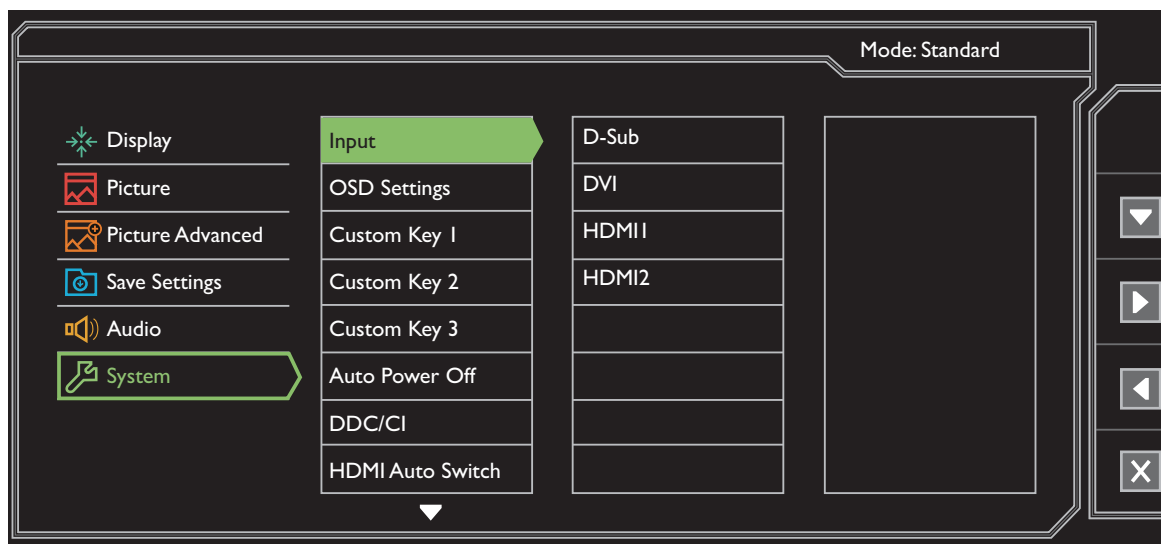 Mode: Standard
Display
Picture
Picture Advanced
Save Settings
Audio
System
Input
OSD Settings
Custom Key 1
Custom Key 2
Custom Key 3
Auto Power Off
DDC/CI
HDMI Auto Switch
D-Sub
DVI
HDMI1
HDMI2